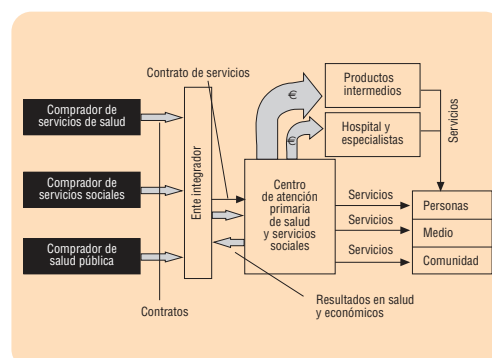 Contrato de servicios
Productos
intermedios
€
Comprador de
servicios de salud
Hospital y
especialistas
€
Servicios
Comprador de
servicios sociales
Ente integrador
Centro
de atención
primaria
de salud
y servicios
sociales
Servicios
Personas
Servicios
Medio
Comprador de
salud pública
Servicios
Comunidad
Contratos
Resultados en salud
y económicos